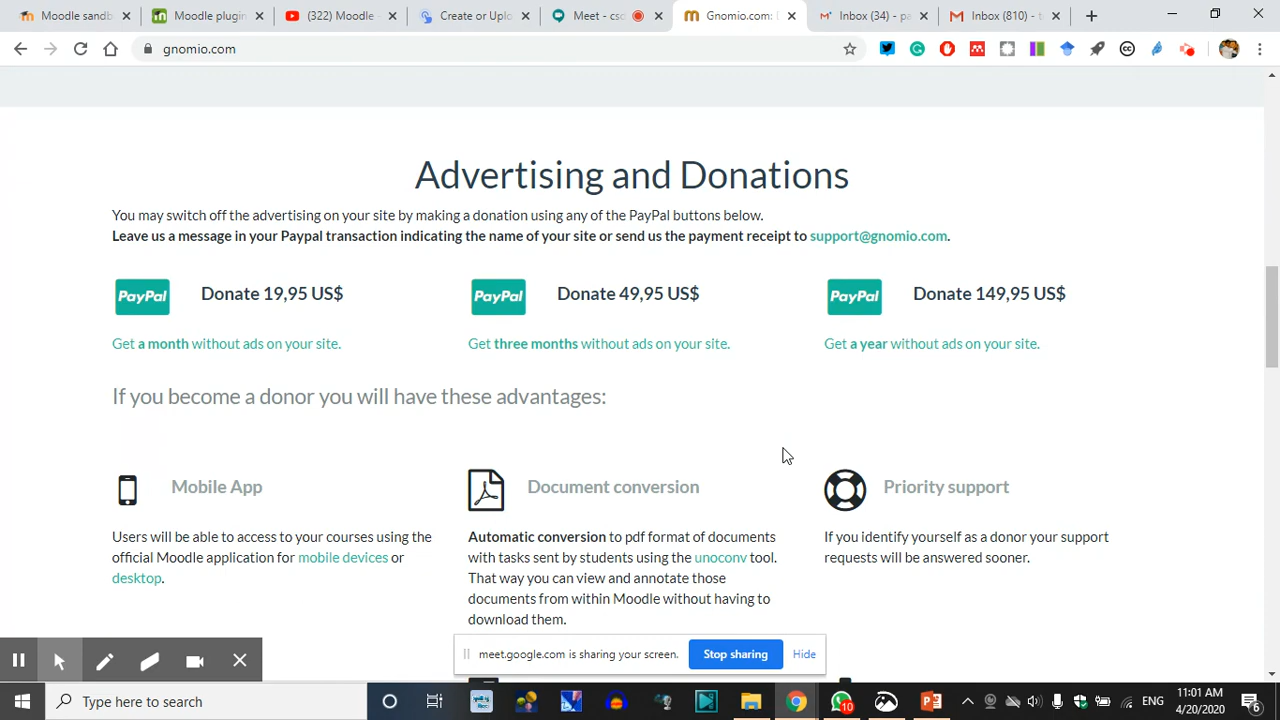 Moodle sandb
Moodle plugin
(322) Moodle -
Create or Uplo
Meet - csc
Gnomio.com:
Inbox (34) - pa
Inbox (810) - t
gnomio.com
Advertising and Donations
You may switch off the advertising on your site by making a donation using any of the PayPal buttons below.
Leave us a message in your Paypal transaction indicating the name of your site or send us the payment receipt to support@gnomio.com.
PayPal Donate 19,95 US$
PayPal Donate 49,95 US$
PayPal Donate 149,95 US$
Get a month without ads on your site.
Get three months without ads on your site.
Get a year without ads on your site.
If you become a donor you will have these advantages:
Mobile App
Users will be able to access to your courses using the
official Moodle application for mobile devices or
desktop.
Document conversion
Automatic conversion to pdf format of documents
with tasks sent by students using the unoconv tool.
That way you can view and annotate those
documents from within Moodle without having to
download them.
Priority support
If you identify yourself as a donor your support
requests will be answered sooner.
meet.google.com is sharing your screen.
Stop sharing
Hide
Type here to search
10
ENG
11:01 AM
4/20/2020
6